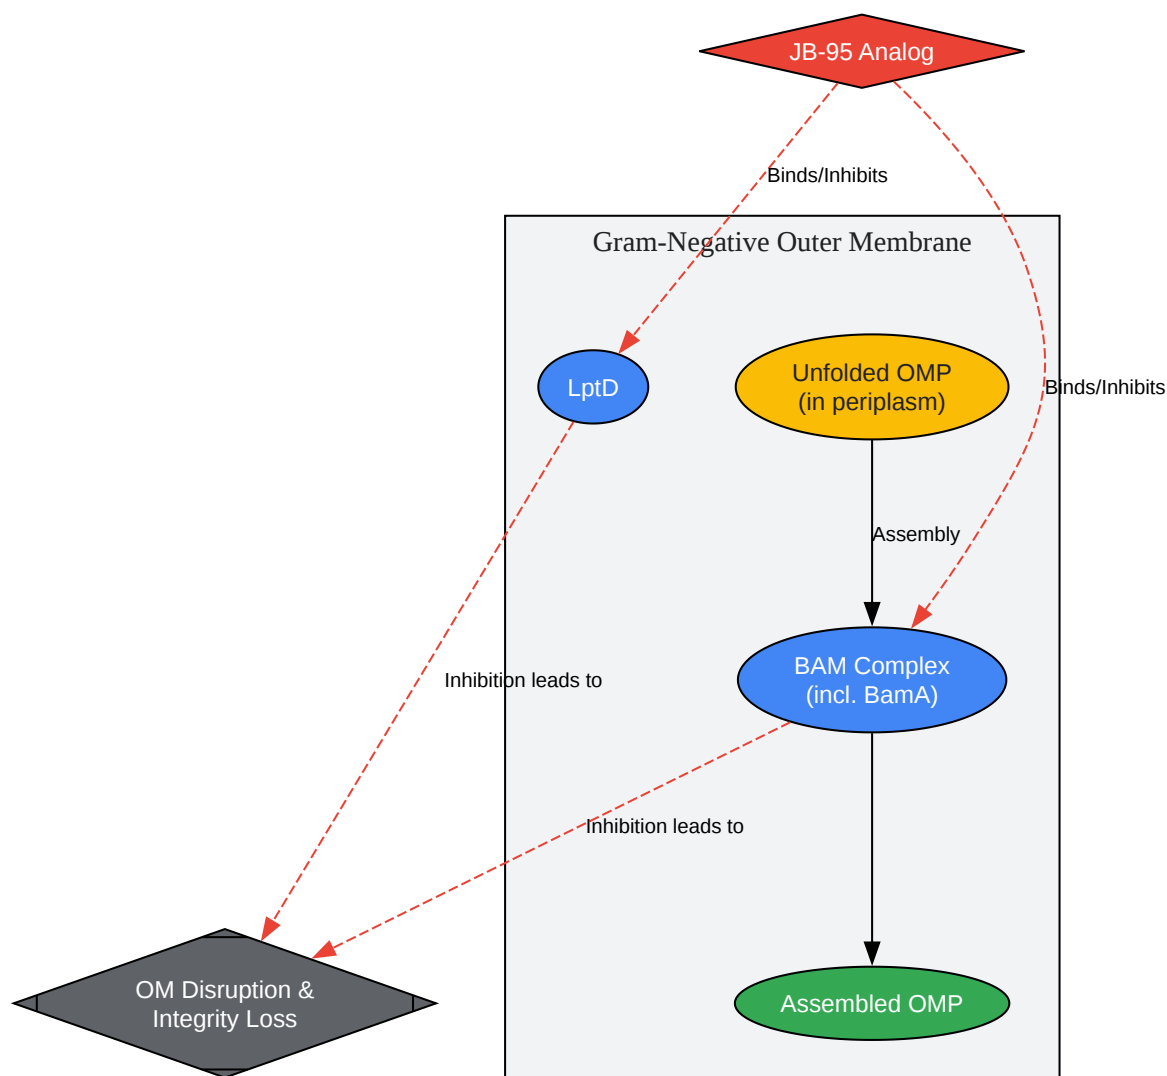 JB-95 Analog
Binds/Inhibits
Gram-Negative Outer Membrane
LptD
Unfolded OMP
(in periplasm)
Binds/Inhibits
Assembly
BAM Complex
(incl. BamA)
Inhibition leads to
Inhibition leads to
OM Disruption &
Integrity Loss
Assembled OMP